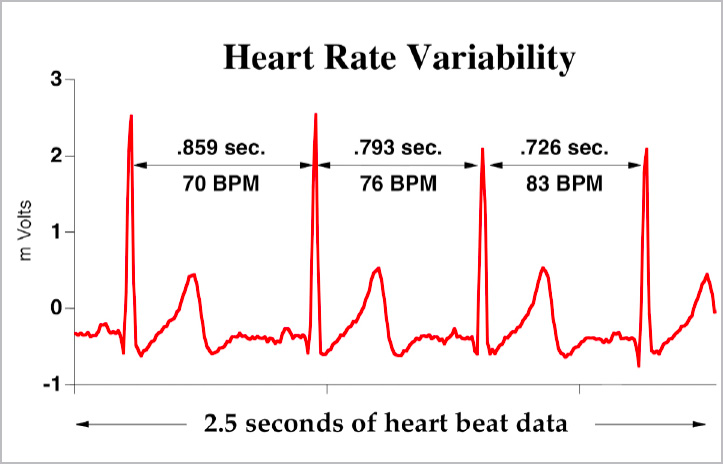 Heart Rate Variability
3
2
1
0
-1
m Volts
.859 sec.
70 BPM
.793 sec.
76 BPM
.726 sec.
83 BPM
2.5 seconds of heart beat data